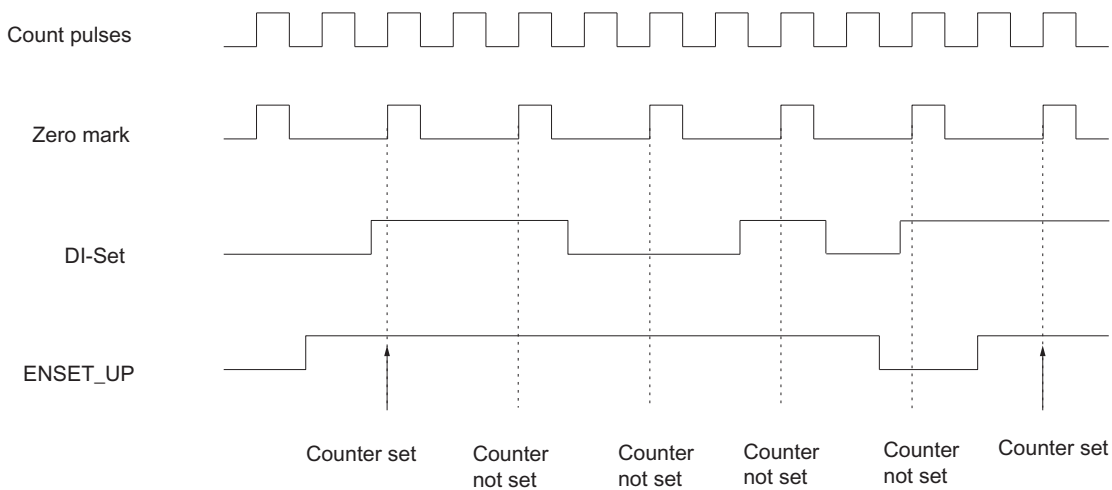 Count pulses
Zero mark
DI-Set
ENSET_UP
Counter set
Counter
not set
Counter
not set
Counter
not set
Counter
not set
Counter set